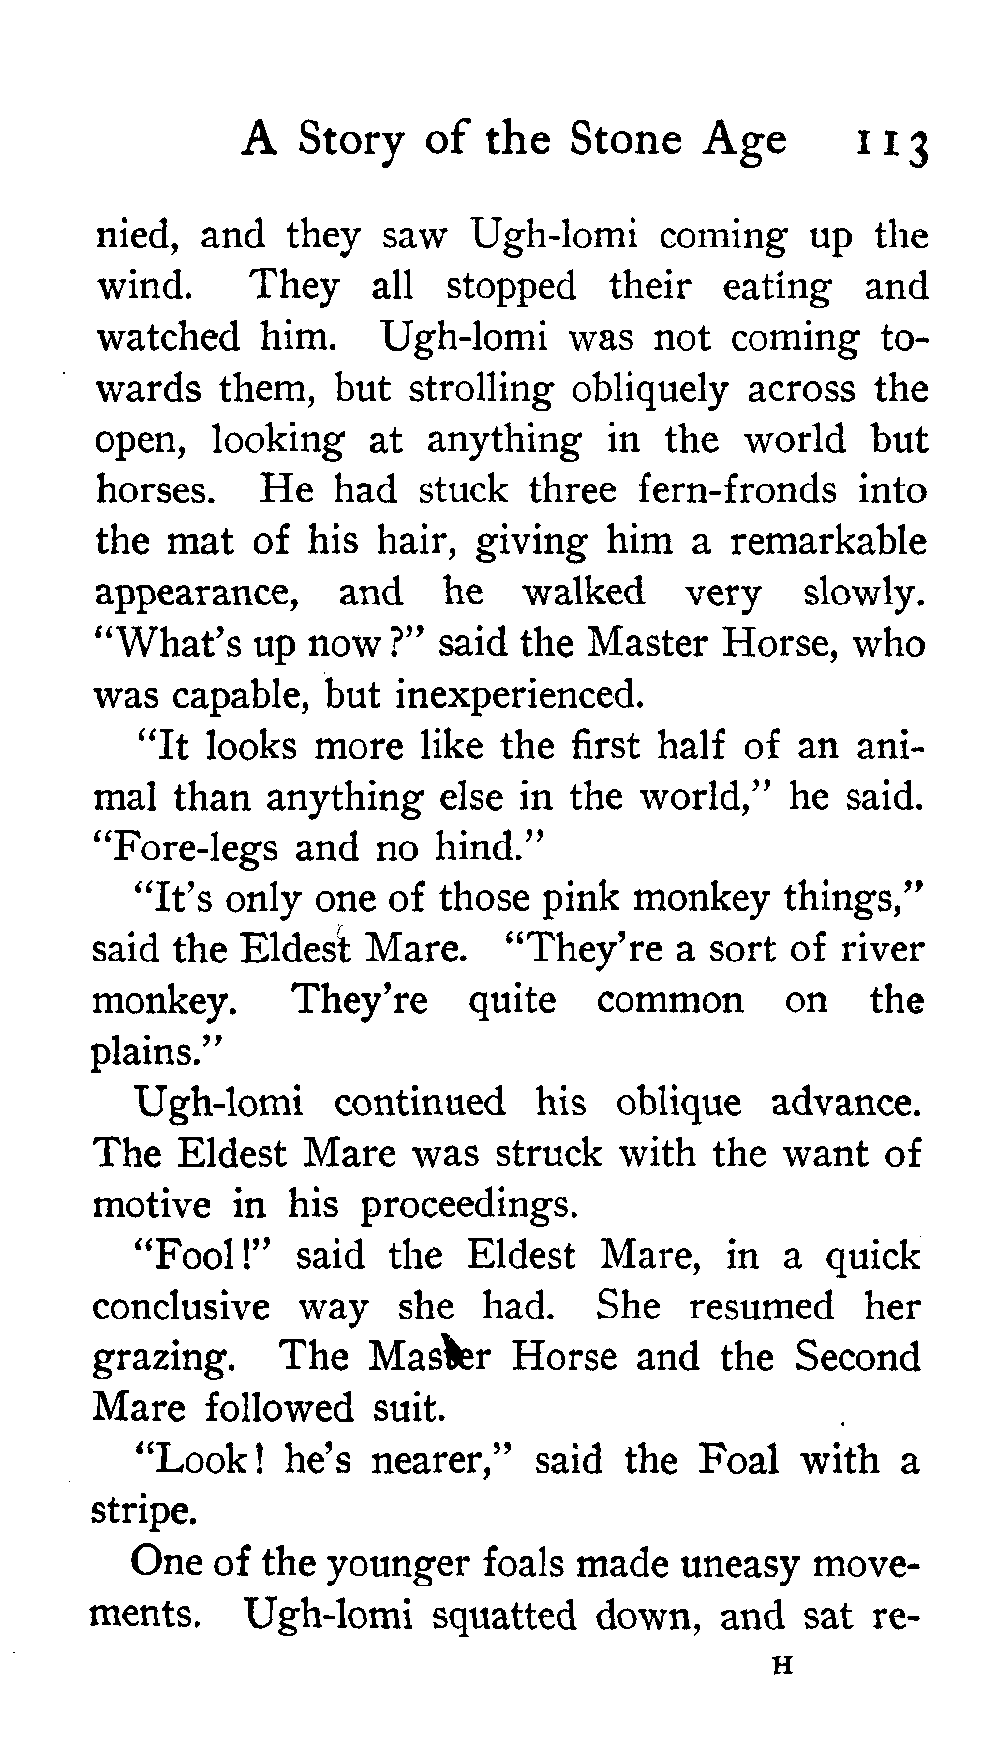 A Story of the Stone Age 113
nied, and they saw Ugh-lomi coming up the
wind. They all stopped their eating and
watched him. Ugh-lomi was not coming to-
wards them, but strolling obliquely across the
open, looking at anything in the world but
horses. He had stuck three fern-fronds into
the mat of his hair, giving him a remarkable
appearance, and he walked very slowly.
“What’s up now?” said the Master Horse, who
was capable, but inexperienced.
“It looks more like the first half of an ani-
mal than anything else in the world,” he said.
“Fore-legs and no hind.”
“It’s only one of those pink monkey things,”
said the Eldest Mare. “They’re a sort of river
monkey. They’re quite common on the
plains.”
Ugh-lomi continued his oblique advance.
The Eldest Mare was struck with the want of
motive in his proceedings.
“Fool!” said the Eldest Mare, in a quick
conclusive way she had. She resumed her
grazing. The Master Horse and the Second
Mare followed suit.
“Look! he’s nearer,” said the Foal with a
stripe.
One of the younger foals made uneasy move-
ments. Ugh-lomi squatted down, and sat re-
H